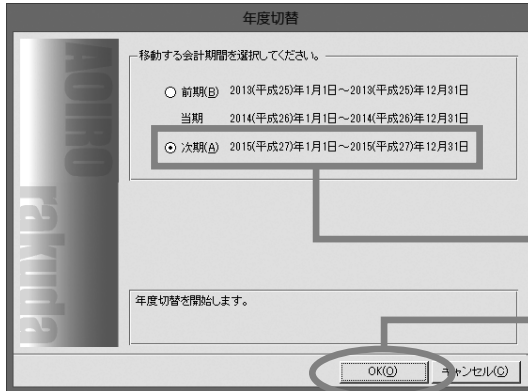 年度切替
移動する会計期間を選択してください。
前期(B) 2013(平成25)年1月1日～2013(平成25)年12月31日
当期 2014(平成26)年1月1日～2014(平成26)年12月31日
次期(A) 2015(平成27)年1月1日～2015(平成27)年12月31日
AOIRO
rakuda
年度切替を開始します。
OK(O) キャンセル(C)